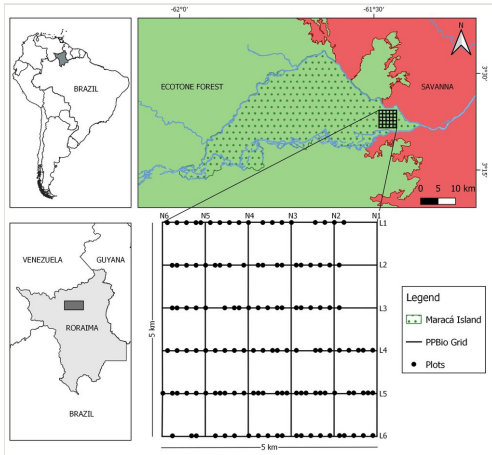 -62°0'
-61°30'
N
BRAZIL
ECOTONE FOREST
SAVANNA
3°30'
3°15'
0 5 10 km
N6 N5 N4 N3 N2 N1
L1
L2
L3
L4
L5
L6
5 km
5 km
VENEZUELA
GUYANA
RORAIMA
BRAZIL
Legend
Maracá Island
PPBio Grid
Plots